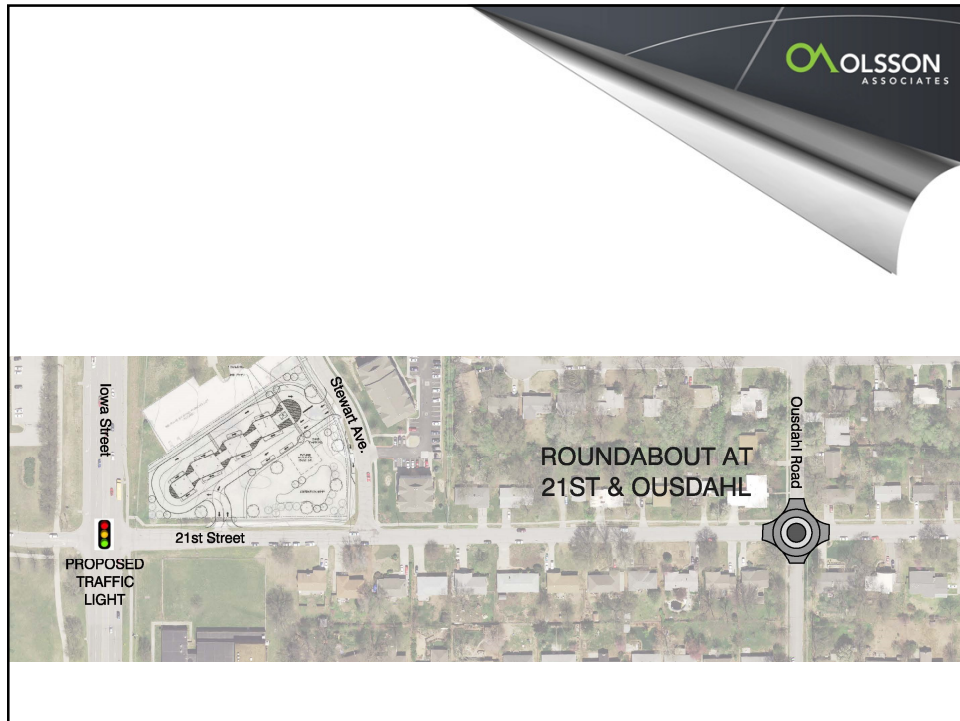 OLSSON
ASSOCIATES
Iowa Street
Stewart Ave.
Ousdahl Road
ROUNDABOUT AT
21ST & OUSDAHL
21st Street
PROPOSED
TRAFFIC
LIGHT